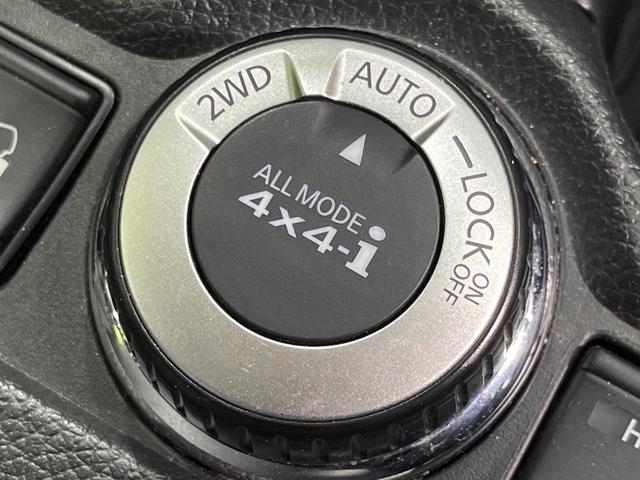 2WD
AUTO
LOCK
ON
OFF
ALL MODE
4x4-i
H